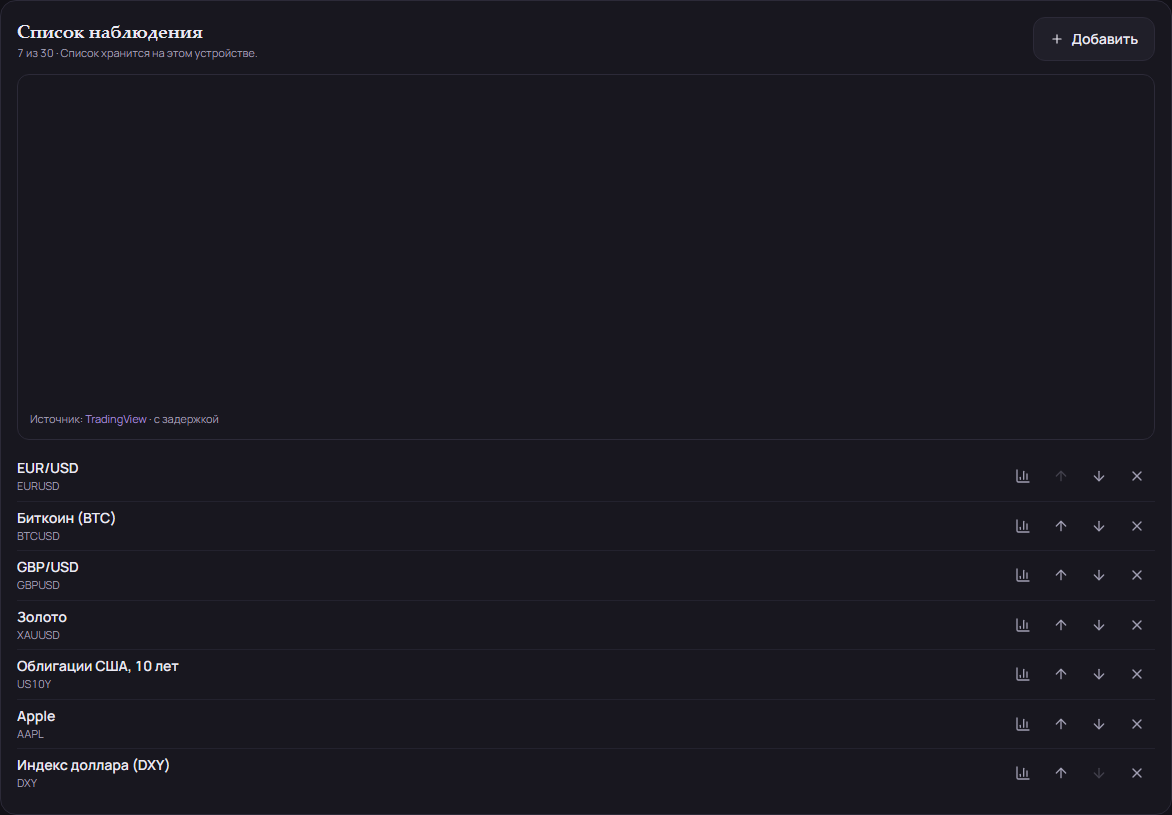 Список наблюдения
7 из 30 · Список хранится на этом устройстве.
+ Добавить
Источник: TradingView · с задержкой
EUR/USD
EURUSD
Биткоин (BTC)
BTCUSD
GBP/USD
GBPUSD
Золото
XAUUSD
Облигации США, 10 лет
US10Y
Apple
AAPL
Индекс доллара (DXY)
DXY